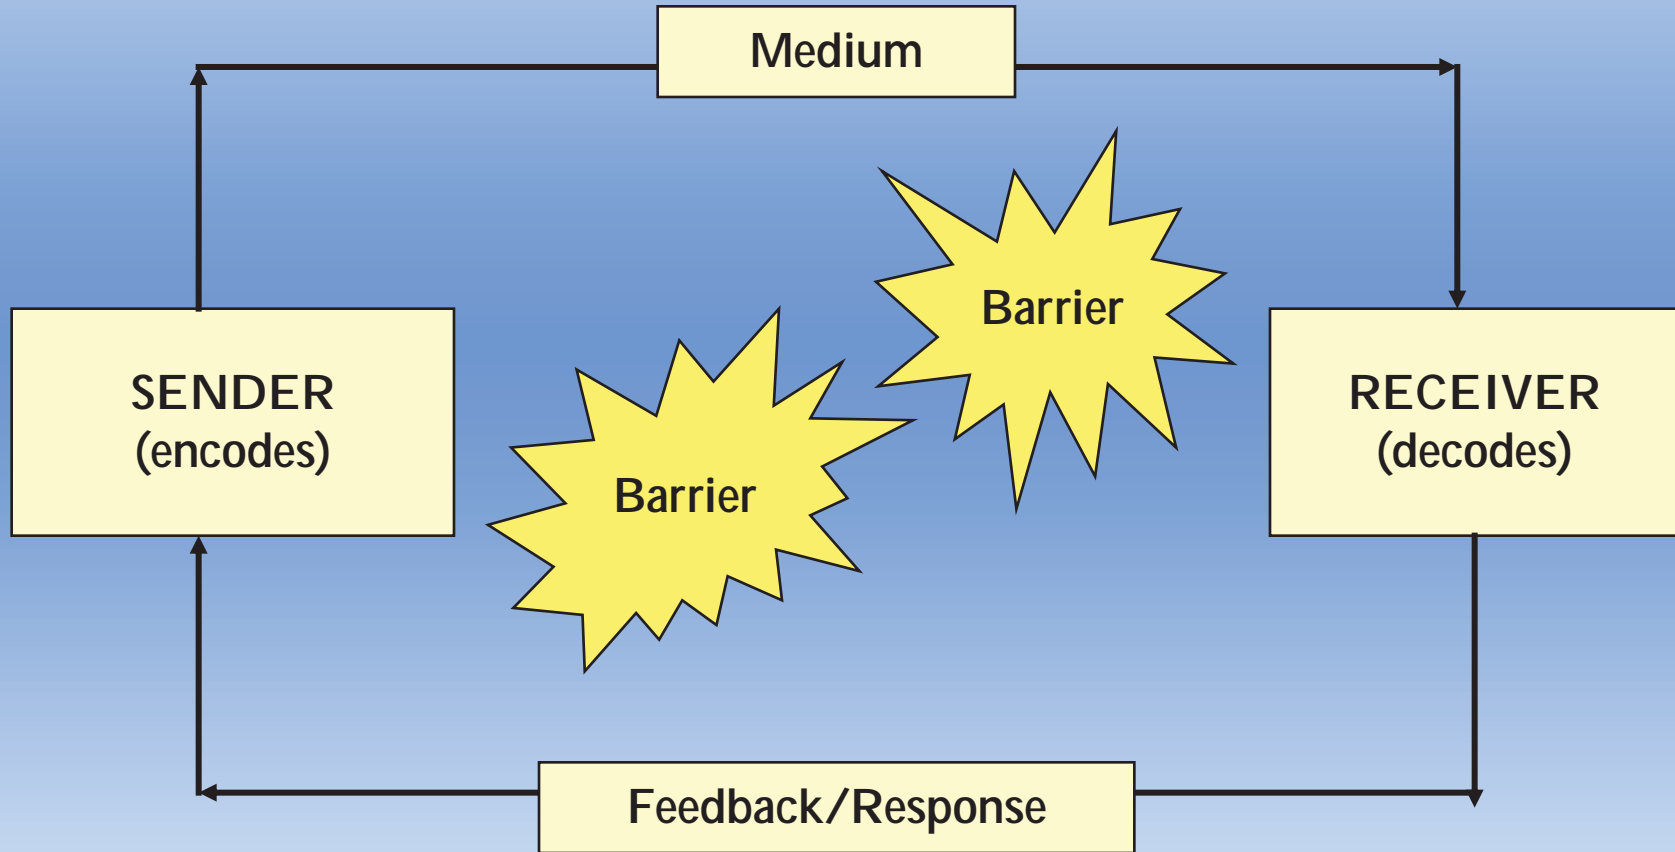 Medium
Barrier
SENDER
(encodes)
RECEIVER
(decodes)
Barrier
Feedback/Response